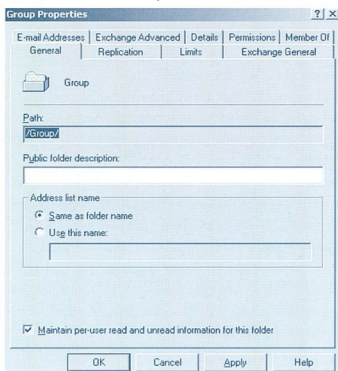 Group Properties ? ×
E-mail Addresses Exchange Advanced Details Permissions Member Of
General Replication Limits Exchange General
Group
Path:
/Group/
Public folder description:
Address list name
Same as folder name
Use this name:
Maintain per-user read and unread information for this folder
OK Cancel Apply Help